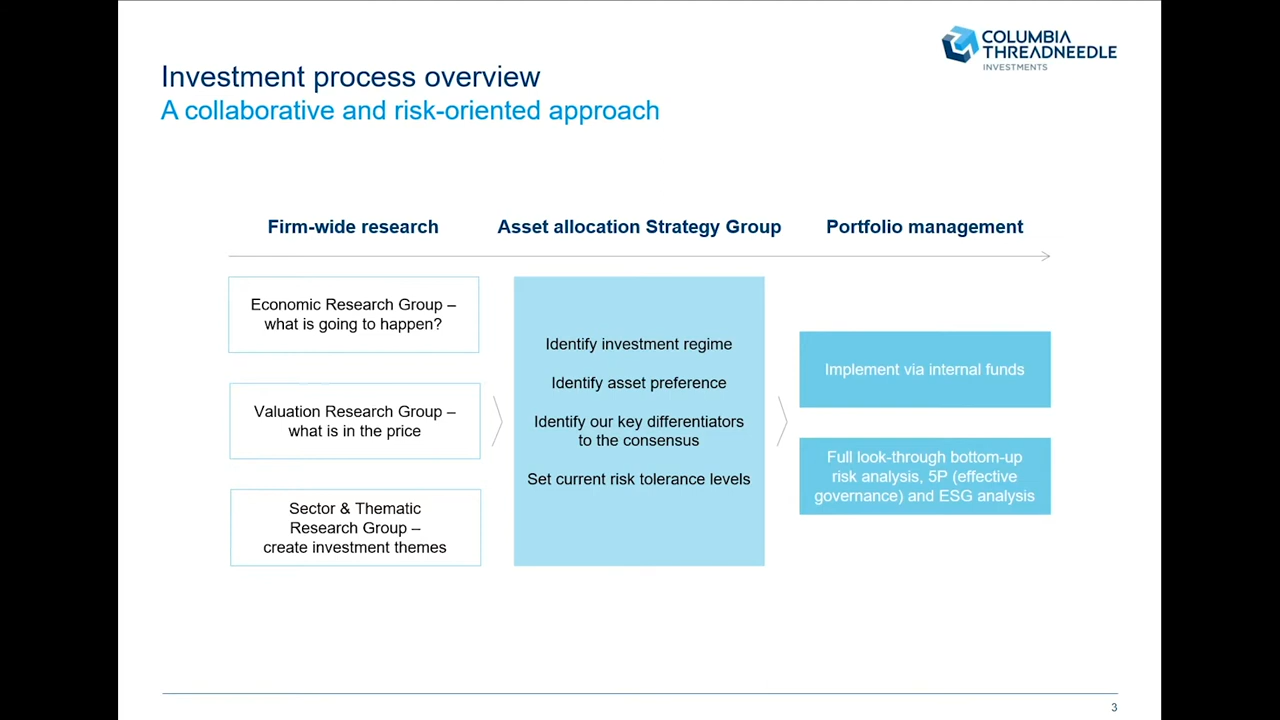 COLUMBIA
THREADNEEDLE
INVESTMENTS
Investment process overview
A collaborative and risk-oriented approach
Firm-wide research
Asset allocation Strategy Group
Portfolio management
Economic Research Group –
what is going to happen?
Valuation Research Group –
what is in the price
Sector & Thematic
Research Group –
create investment themes
Identify investment regime
Identify asset preference
Identify our key differentiators
to the consensus
Set current risk tolerance levels
Implement via internal funds
Full look-through bottom-up
risk analysis, 5P (effective
governance) and ESG analysis
3